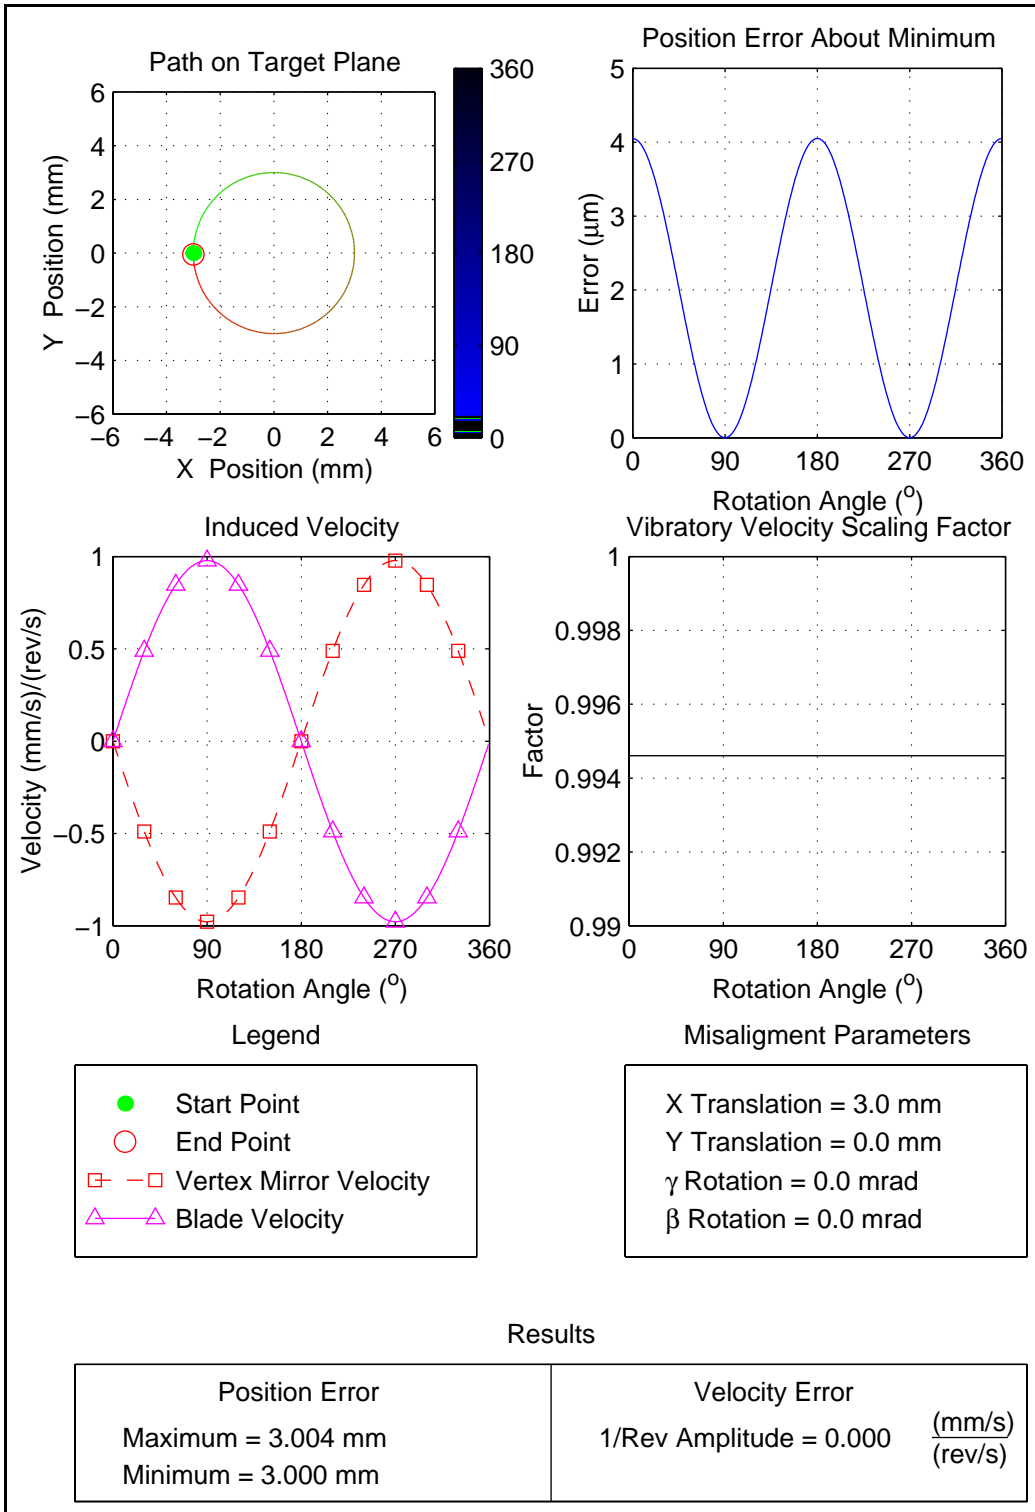 Path on Target Plane
6
4
2
0
−2
−4
−6
−6 −4 −2 0 2 4 6
X Position (mm)
Y Position (mm)
360
270
180
90
0
Position Error About Minimum
5
4
3
2
1
0
0 90 180 270 360
Rotation Angle (o)
Error (μm)
Induced Velocity
1
0.5
0
−0.5
−1
0 90 180 270 360
Rotation Angle (o)
Velocity (mm/s)/(rev/s)
Vibratory Velocity Scaling Factor
1
0.998
0.996
0.994
0.992
0.99
0 90 180 270 360
Rotation Angle (o)
Factor
Legend
Start Point
End Point
Vertex Mirror Velocity
Blade Velocity
Misaligment Parameters
X Translation = 3.0 mm
Y Translation = 0.0 mm
γ Rotation = 0.0 mrad
β Rotation = 0.0 mrad
Results
Position Error
Maximum = 3.004 mm
Minimum = 3.000 mm
Velocity Error
1/Rev Amplitude = 0.000 (mm/s)
(rev/s)